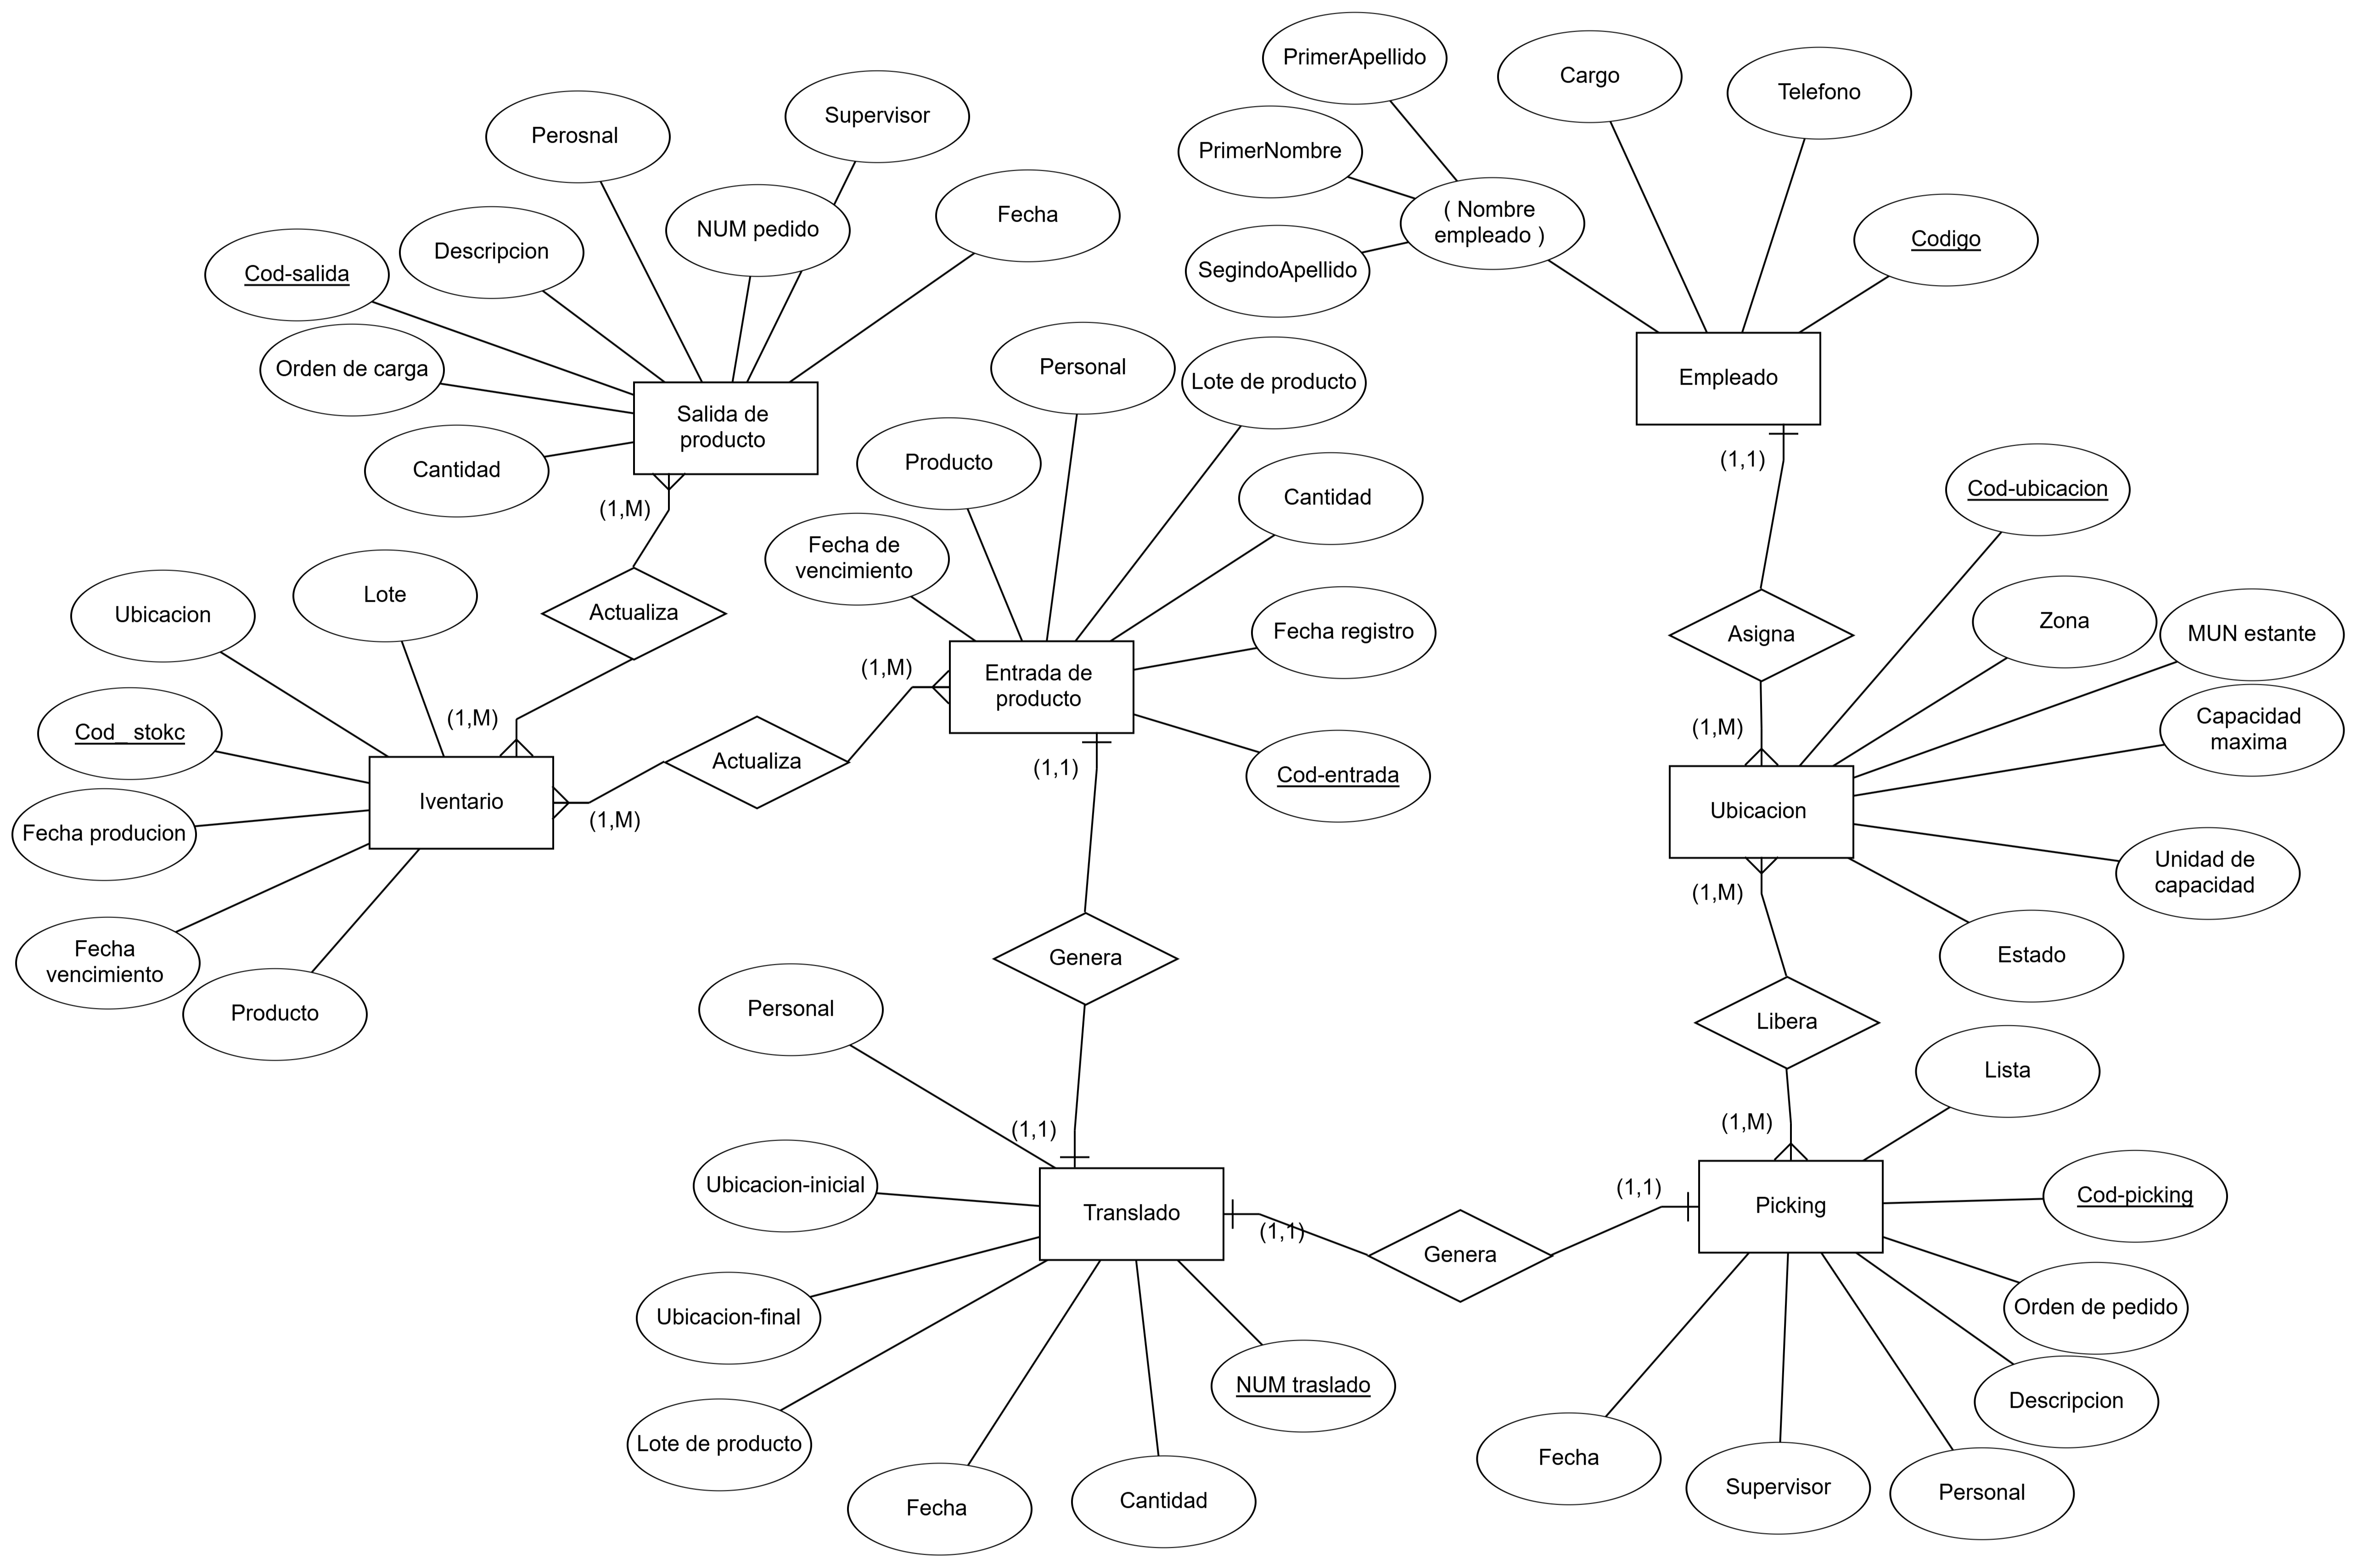 PrimerApellido
Cargo
Telefono
Supervisor
Perosnal
PrimerNombre
( Nombre
empleado )
Fecha
NUM pedido
Descripcion
Codigo
Cod-salida
SegindoApellido
Orden de carga
Personal
Lote de producto
Empleado
Salida de
producto
Cantidad
Producto
(1,1)
Cod-ubicacion
Cantidad
(1,M)
Fecha de
vencimiento
Lote
Ubicacion
Actualiza
Fecha registro
Asigna
Zona
MUN estante
(1,M)
Entrada de
producto
(1,M)
(1,M)
Capacidad
maxima
Cod_ stokc
Actualiza
(1,1)
Cod-entrada
Iventario
(1,M)
Ubicacion
Fecha producion
Unidad de
capacidad
(1,M)
Fecha
vencimiento
Genera
Estado
Producto
Personal
Libera
Lista
(1,1)
(1,M)
Ubicacion-inicial
Translado
(1,1)
(1,1)
Picking
Cod-picking
Genera
Ubicacion-final
Orden de pedido
NUM traslado
Descripcion
Lote de producto
Fecha
Cantidad
Fecha
Supervisor
Personal